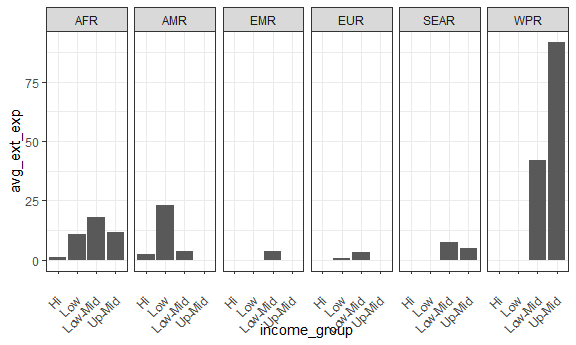 AFR AMR EMR EUR SEAR WPR
avg_ext_exp
75
50
25
0
Hi Low Low-Mid Up-Mid Hi Low Low-Mid Up-Mid Hi Low Low-Mid Up-Mid Hi Low Low-Mid Up-Mid Hi Low Low-Mid Up-Mid Hi Low Low-Mid Up-Mid
income_group